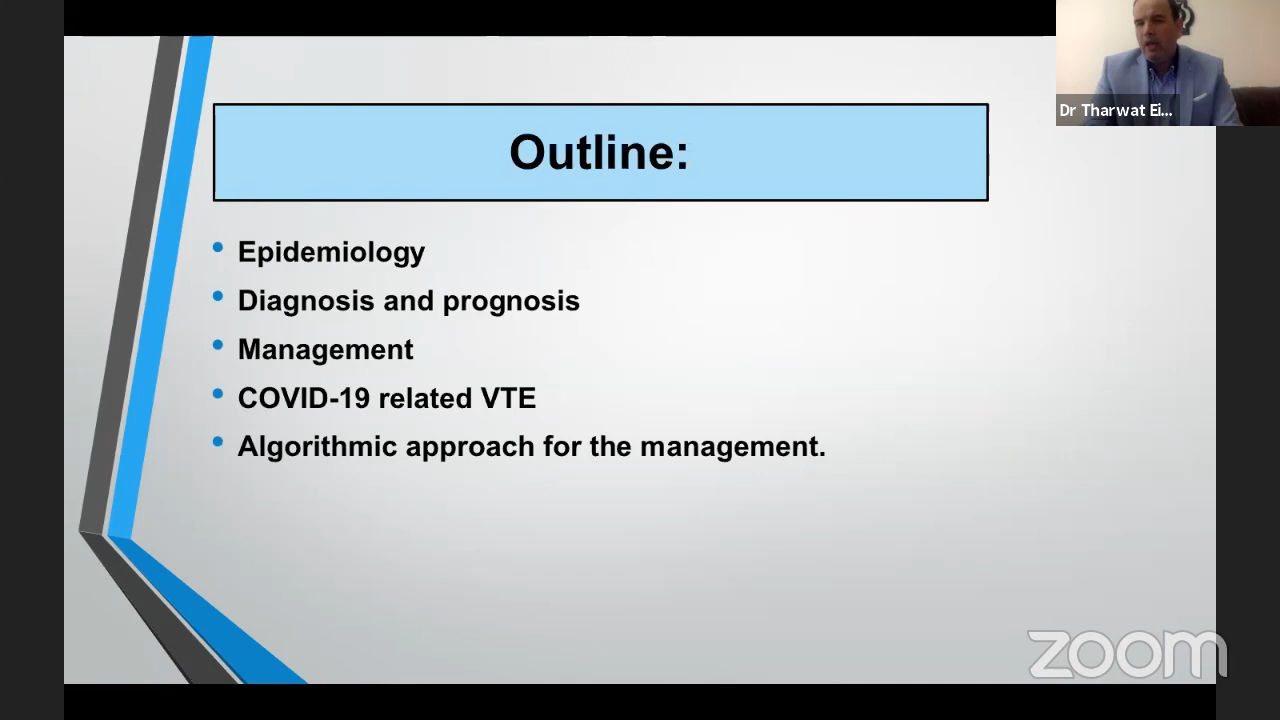 Outline:
Epidemiology
Diagnosis and prognosis
Management
COVID-19 related VTE
Algorithmic approach for the management.
Dr Tharwat Ei...
zoom